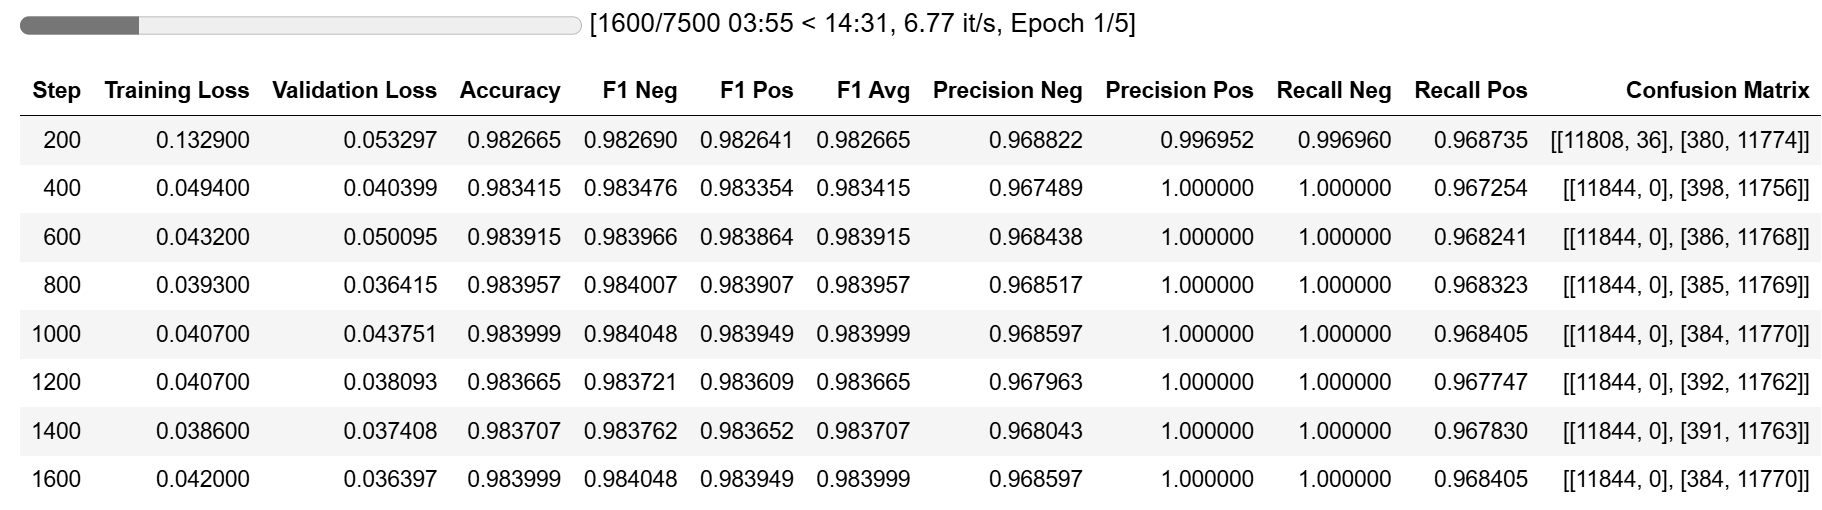 [1600/7500 03:55 < 14:31, 6.77 it/s, Epoch 1/5]
Step Training Loss Validation Loss Accuracy F1 Neg F1 Pos F1 Avg Precision Neg Precision Pos Recall Neg Recall Pos Confusion Matrix
200 0.132900 0.053297 0.982665 0.982690 0.982641 0.982665 0.968822 0.996952 0.996960 0.968735 [[11808, 36], [380, 11774]]
400 0.049400 0.040399 0.983415 0.983476 0.983354 0.983415 0.967489 1.000000 1.000000 0.967254 [[11844, 0], [398, 11756]]
600 0.043200 0.050095 0.983915 0.983966 0.983864 0.983915 0.968438 1.000000 1.000000 0.968241 [[11844, 0], [386, 11768]]
800 0.039300 0.036415 0.983957 0.984007 0.983907 0.983957 0.968517 1.000000 1.000000 0.968323 [[11844, 0], [385, 11769]]
1000 0.040700 0.043751 0.983999 0.984048 0.983949 0.983999 0.968597 1.000000 1.000000 0.968405 [[11844, 0], [384, 11770]]
1200 0.040700 0.038093 0.983665 0.983721 0.983609 0.983665 0.967963 1.000000 1.000000 0.967747 [[11844, 0], [392, 11762]]
1400 0.038600 0.037408 0.983707 0.983762 0.983652 0.983707 0.968043 1.000000 1.000000 0.967830 [[11844, 0], [391, 11763]]
1600 0.042000 0.036397 0.983999 0.984048 0.983949 0.983999 0.968597 1.000000 1.000000 0.968405 [[11844, 0], [384, 11770]]